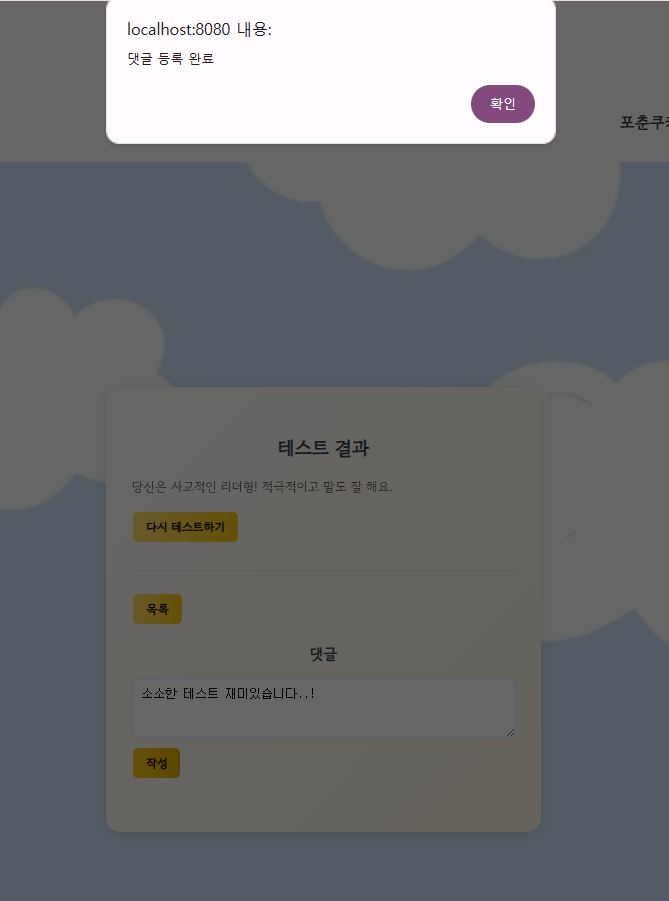 localhost:8080 내용:
댓글 등록 완료
확인
테스트 결과
당신은 사교적인 리더형! 적극적이고 말도 잘 해요.
다시 테스트하기
목록
댓글
소소한 테스트 재미있습니다..!
작성